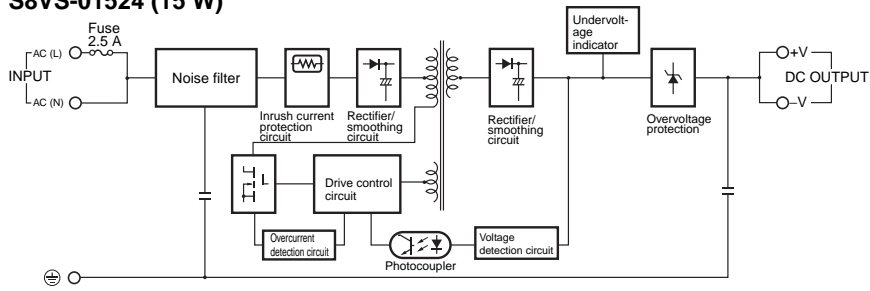 S8VS-01524 (15 W)
Fuse
2.5 A
AC (L)
INPUT
AC (N)
Noise filter
Inrush current
protection
circuit
Rectifier/
smoothing
circuit
Rectifier/
smoothing
circuit
Undervolt-
age
indicator
Overvoltage
protection
+V
DC OUTPUT
–V
Drive control
circuit
Overcurrent
detection circuit
Photocoupler
Voltage
detection circuit